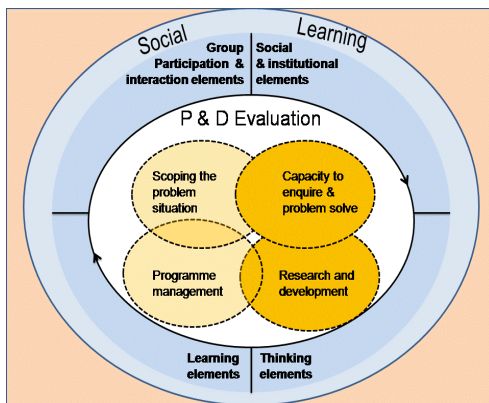 Social Learning
Group
Participation &
interaction elements
Social
& institutional
elements
P & D Evaluation
Scoping the
problem
situation
Capacity to
enquire &
problem solve
Programme
management
Research and
development
Learning
elements
Thinking
elements